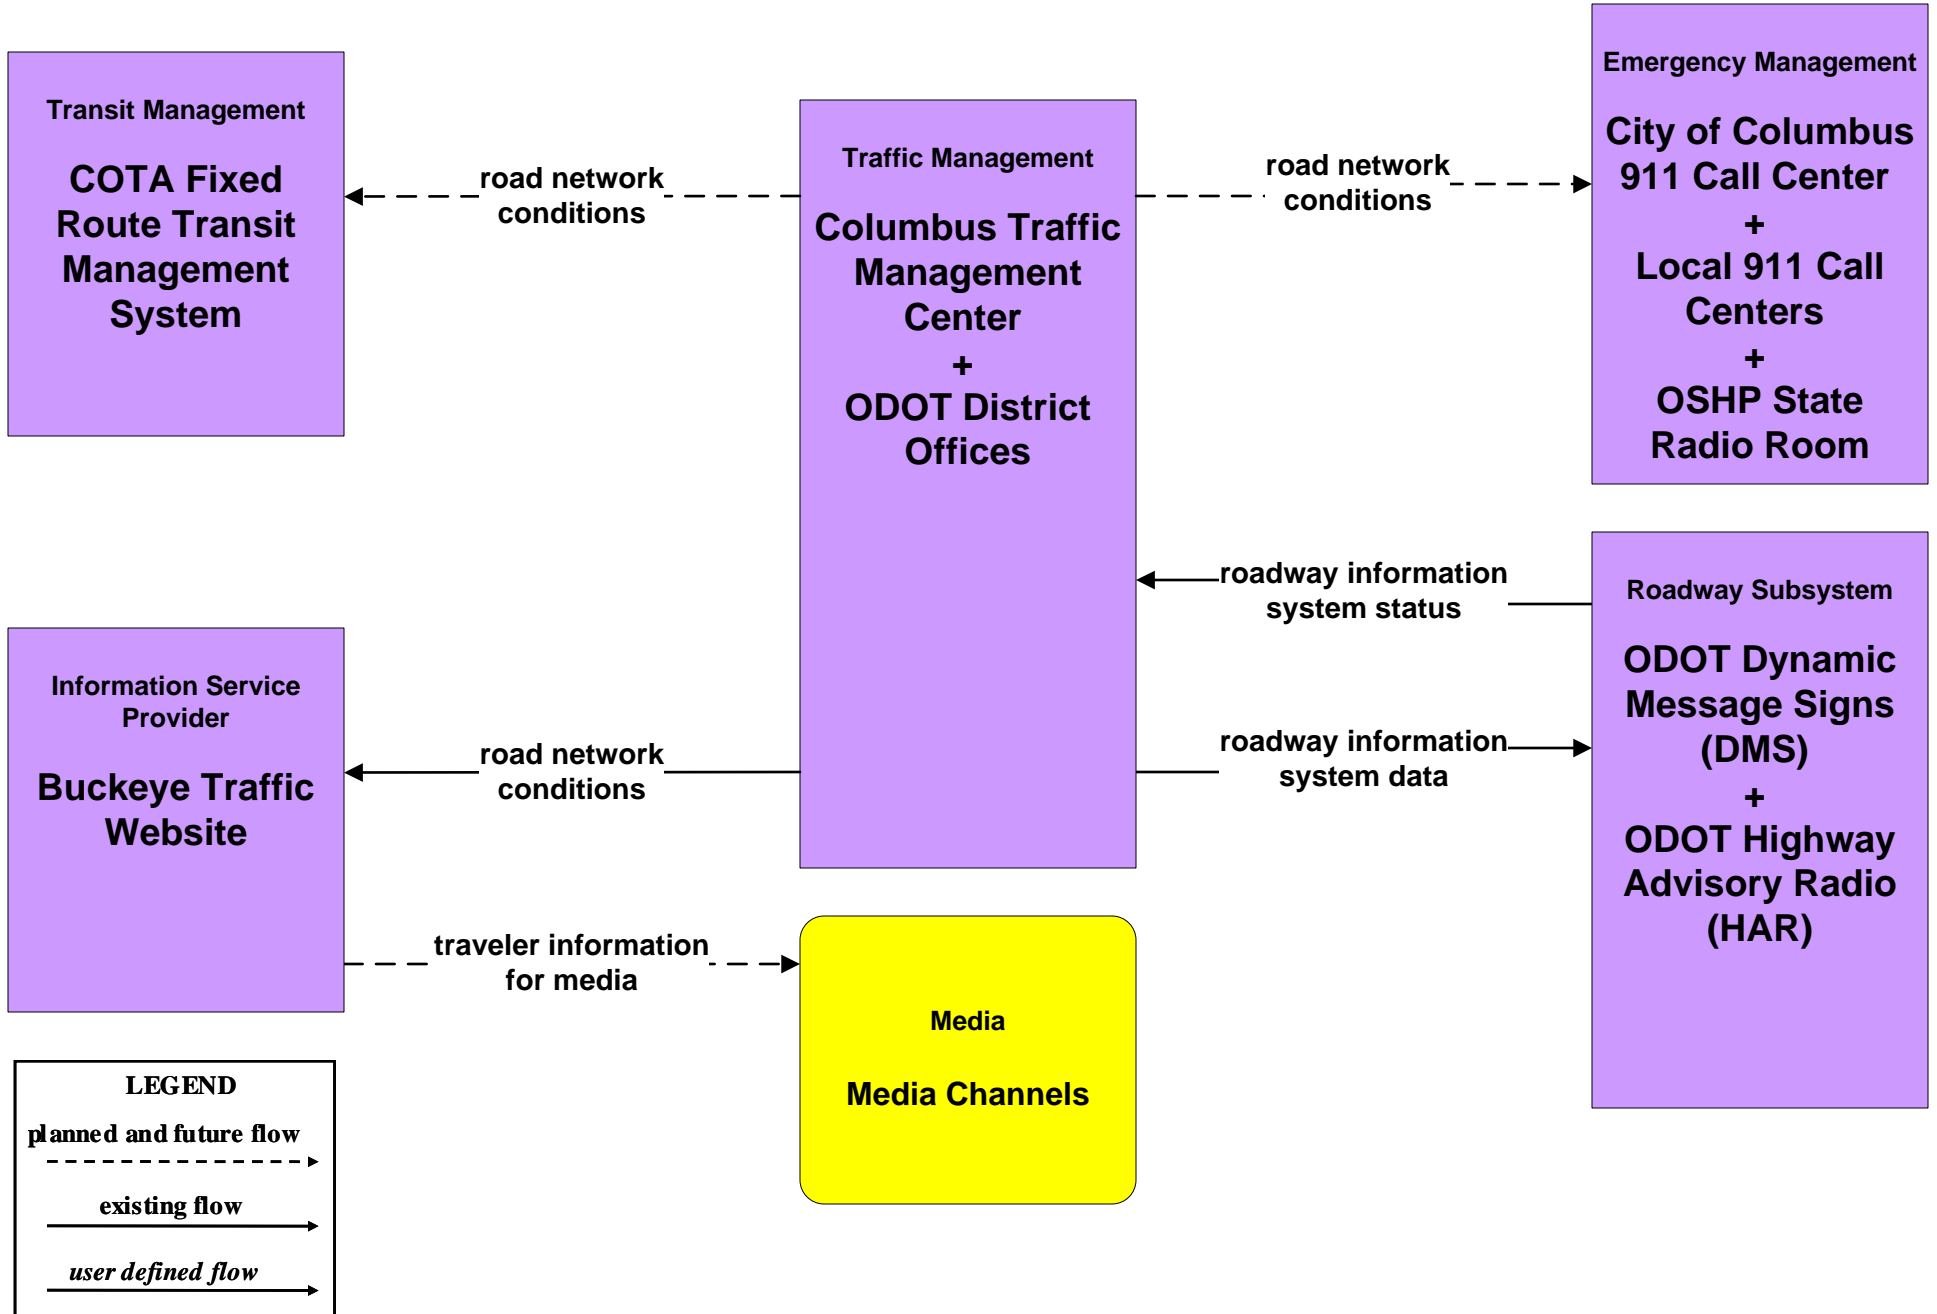 Transit Management
COTA Fixed
Route Transit
Management
System
road network
conditions
Traffic Management
Columbus Traffic
Management
Center
+
ODOT District
Offices
road network
conditions
Emergency Management
City of Columbus
911 Call Center
+
Local 911 Call
Centers
+
OSHP State
Radio Room
roadway information
system status
Roadway Subsystem
ODOT Dynamic
Message Signs
(DMS)
+
ODOT Highway
Advisory Radio
(HAR)
Information Service
Provider
Buckeye Traffic
Website
road network
conditions
roadway information
system data
traveler information
for media
Media
Media Channels
LEGEND
planned and future flow
existing flow
user defined flow